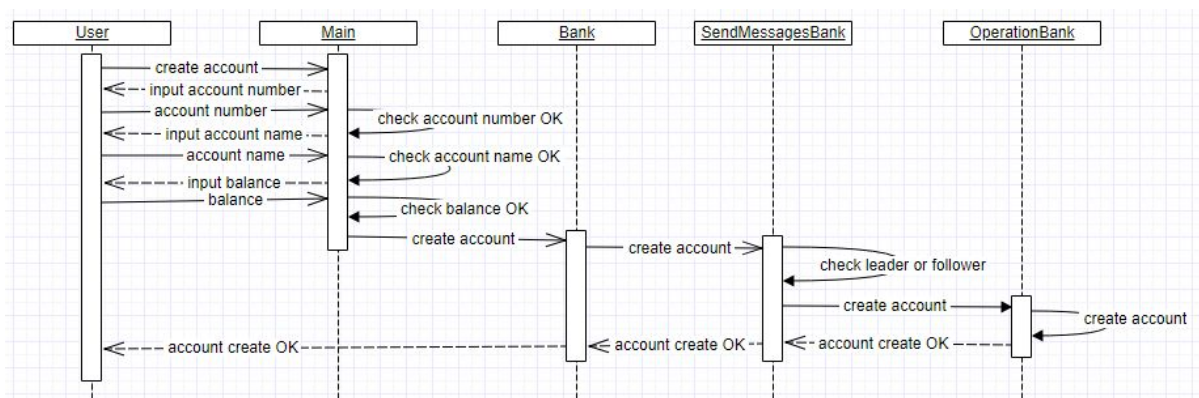 User
Main
Bank
SendMessagesBank
OperationBank
create account
input account number
account number
check account number OK
input account name
account name
check account name OK
input balance
balance
check balance OK
create account
create account
check leader or follower
create account
create account
account create OK
account create OK
account create OK